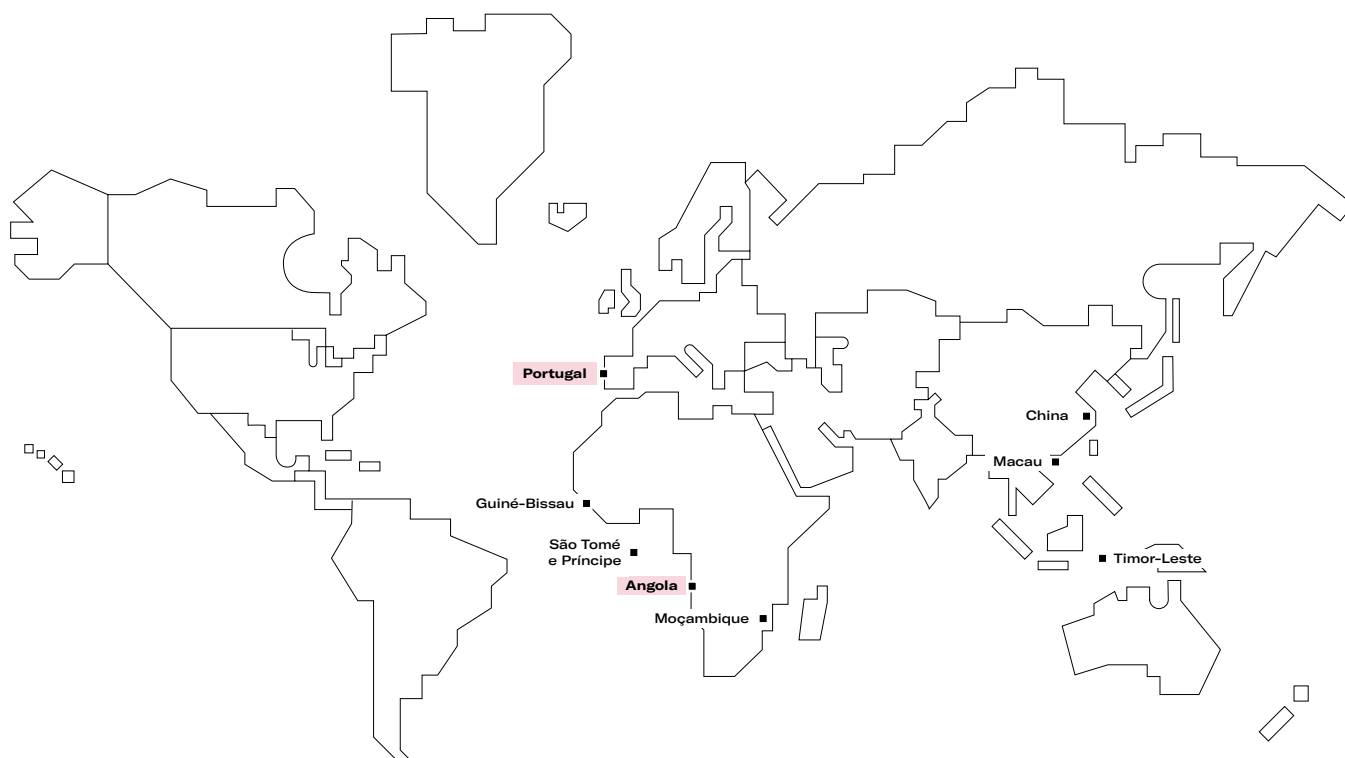 Portugal
China
Macau
Guiné-Bissau
São Tomé
e Príncipe
Timor-Leste
Angola
Moçambique